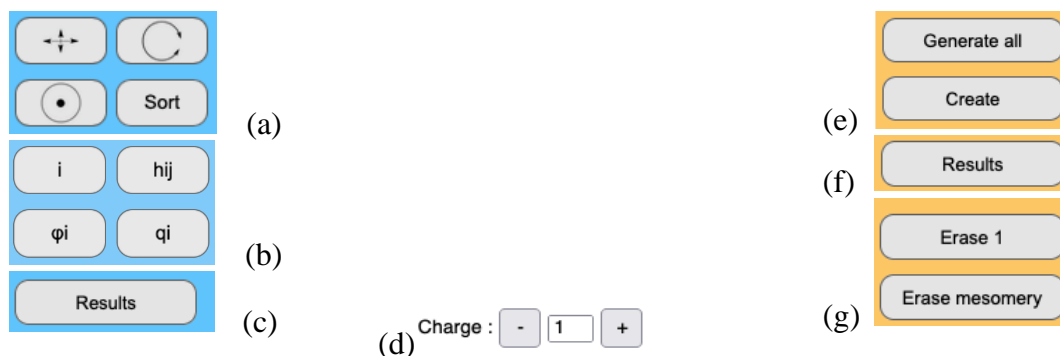 Sort
(a)
i hij
φi qi
(b)
Results
(c)
(d) Charge : - 1 +
Generate all
Create
(e)
Results
(f)
Erase 1
Erase mesomery
(g)